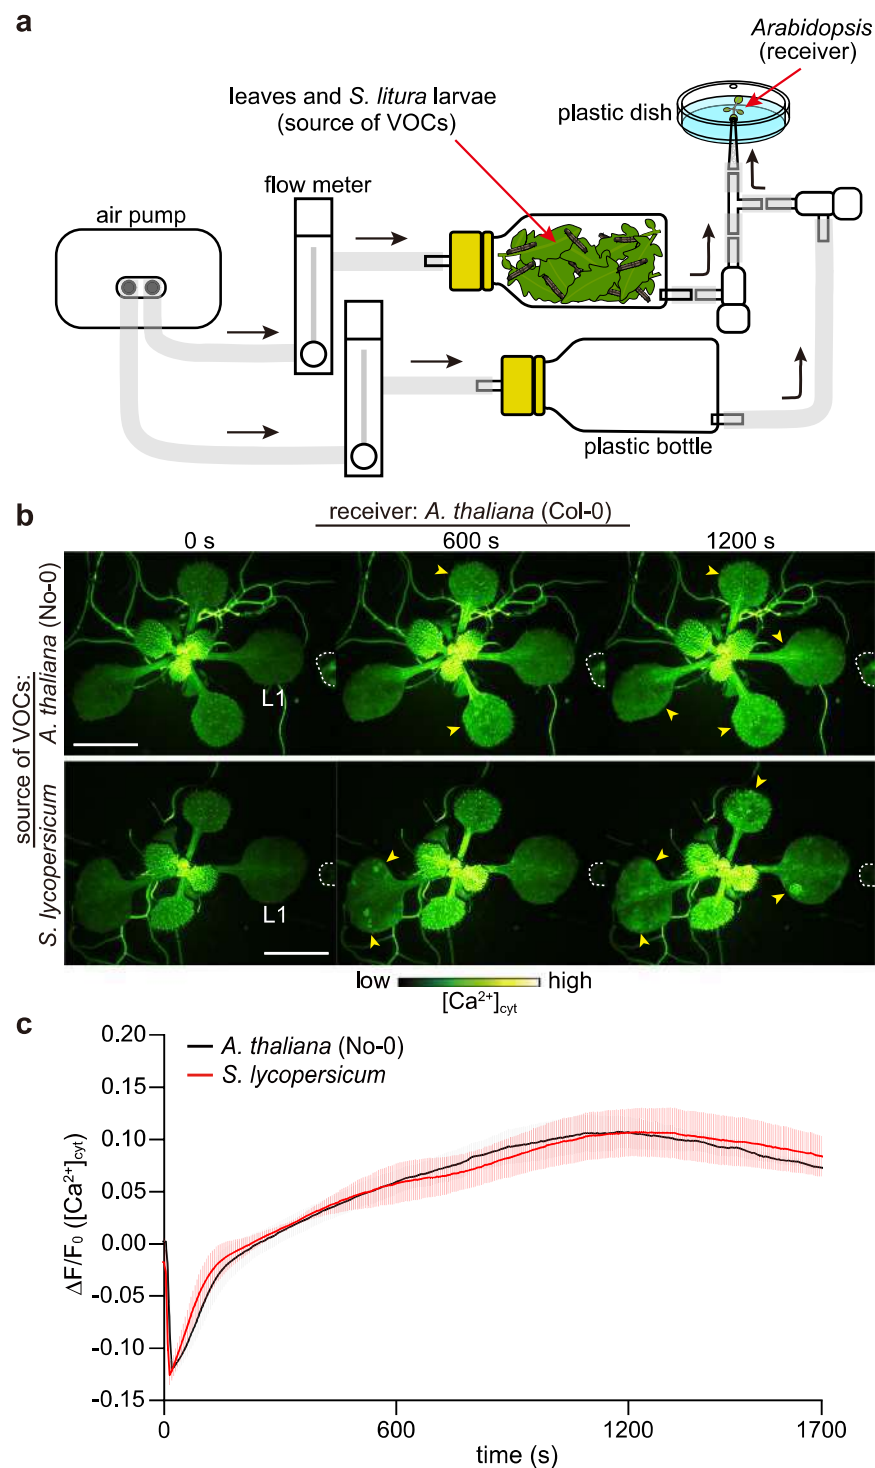 a
Arabidopsis
(receiver)
leaves and S. litura larvae
(source of VOCs)
plastic dish
flow meter
air pump
plastic bottle
b
receiver: A. thaliana (Col-0)
0 s
600 s
1200 s
source of VOCs:
A. thaliana (No-0)
L1
S. lycopersicum
L1
low
high
[Ca²⁺]cyt
c
A. thaliana (No-0)
S. lycopersicum
ΔF/F₀ ([Ca²⁺]cyt)
0.20
0.15
0.10
0.05
0.00
-0.05
-0.10
-0.15
0
600
1200
1700
time (s)